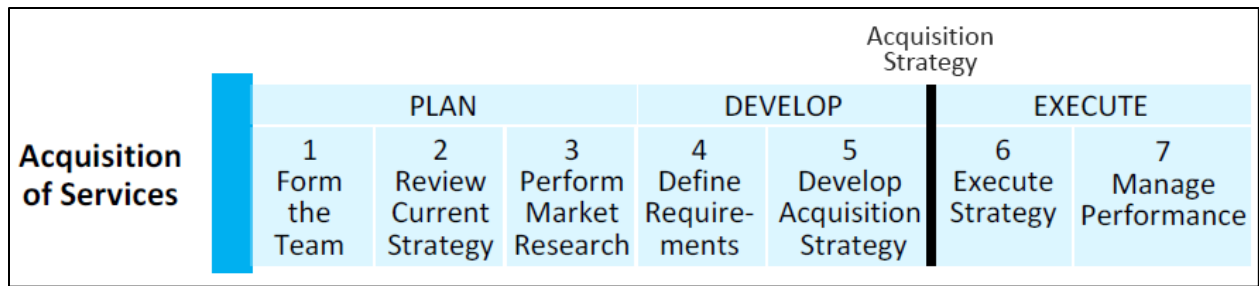 Acquisition
Strategy
PLAN
DEVELOP
EXECUTE
Acquisition
of Services
1
Form
the
Team
2
Review
Current
Strategy
3
Perform
Market
Research
4
Define
Require-
ments
5
Develop
Acquisition
Strategy
6
Execute
Strategy
7
Manage
Performance